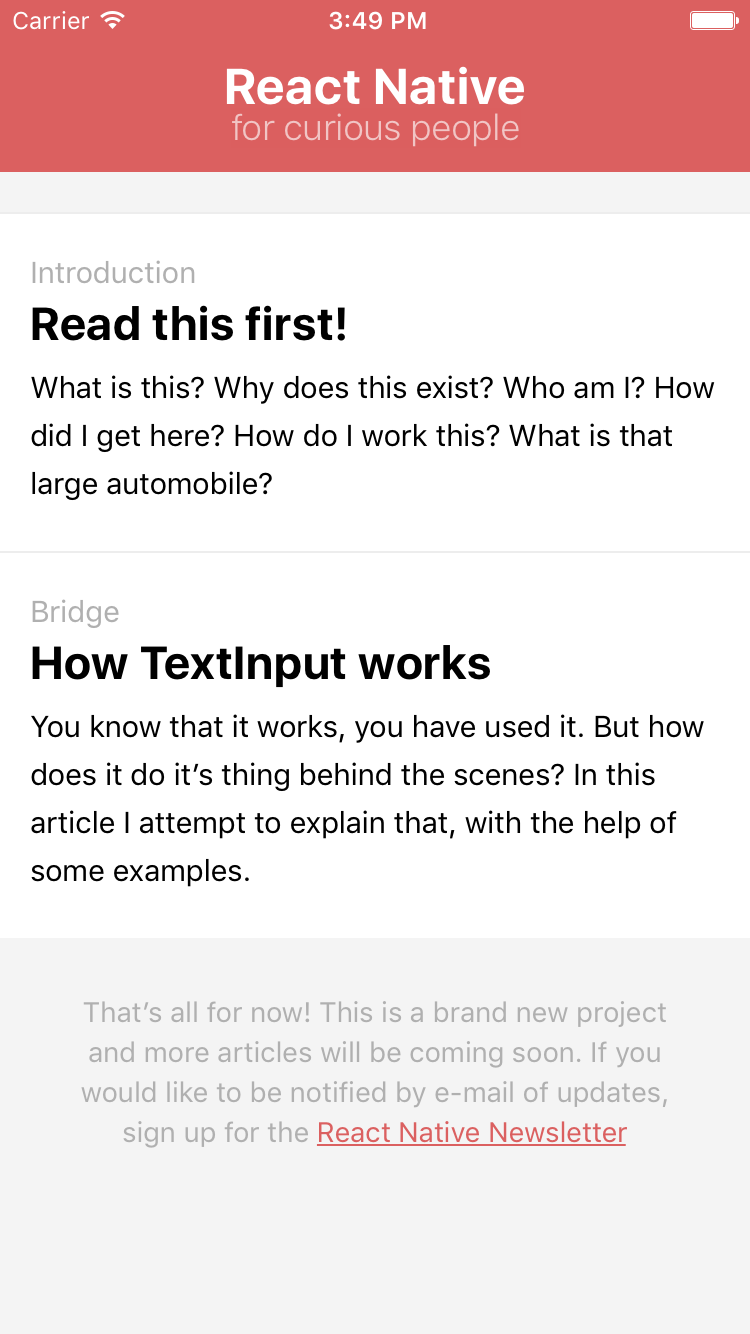 Carrier 3:49 PM
React Native
for curious people
Introduction
Read this first!
What is this? Why does this exist? Who am I? How
did I get here? How do I work this? What is that
large automobile?
Bridge
How TextInput works
You know that it works, you have used it. But how
does it do it’s thing behind the scenes? In this
article I attempt to explain that, with the help of
some examples.
That’s all for now! This is a brand new project
and more articles will be coming soon. If you
would like to be notified by e-mail of updates,
sign up for the React Native Newsletter